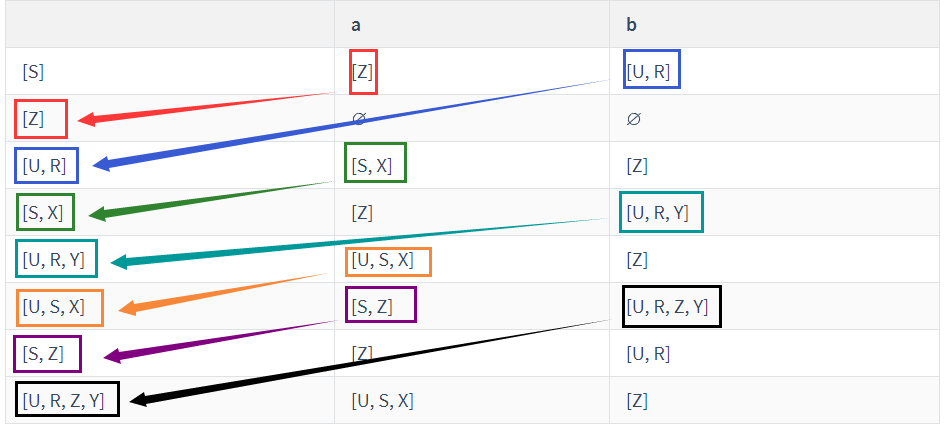 a b
[S] [Z] [U, R]
[Z] ∅ ∅
[U, R] [S, X] [Z]
[S, X] [Z] [U, R, Y]
[U, R, Y] [U, S, X] [Z]
[U, S, X] [S, Z] [U, R, Z, Y]
[S, Z] [Z] [U, R]
[U, R, Z, Y] [U, S, X] [Z]